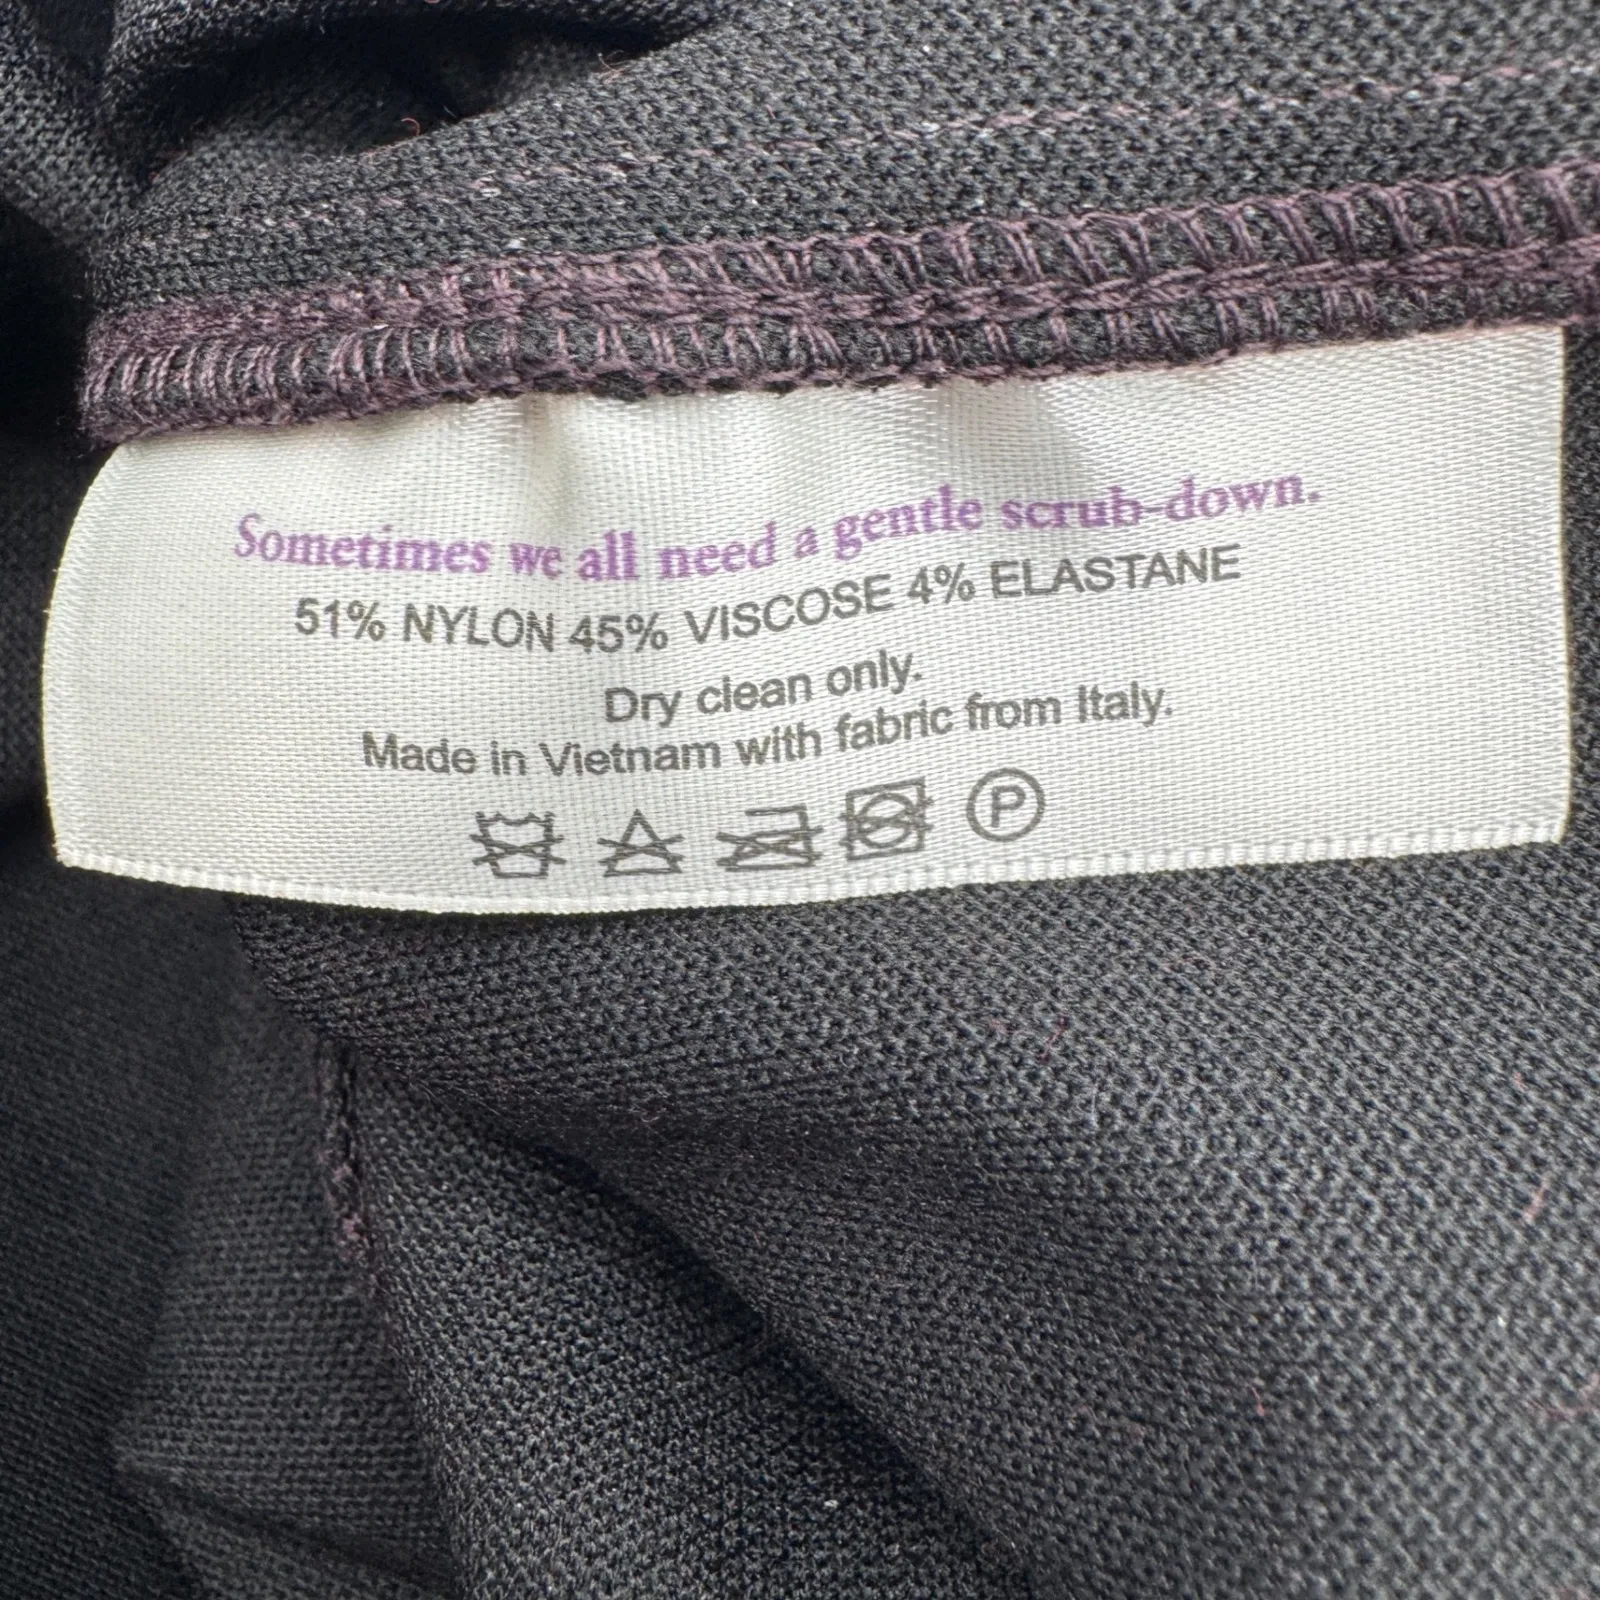 Sometimes we all need a gentle scrub-down.
51% NYLON 45% VISCOSE 4% ELASTANE
Dry clean only.
Made in Vietnam with fabric from Italy.
P